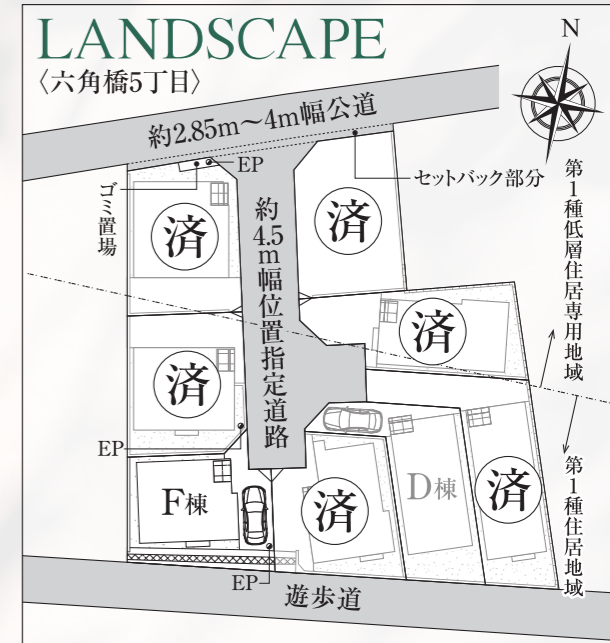 LANDSCAPE
〈六角橋5丁目〉
N
約2.85m～4m幅公道
EP
セットバック部分
ゴミ置場
済
済
約4.5m幅位置指定道路
第1種低層住居専用地域
済
済
EP
F棟
済
D棟
済
第1種住居地域
EP
遊歩道